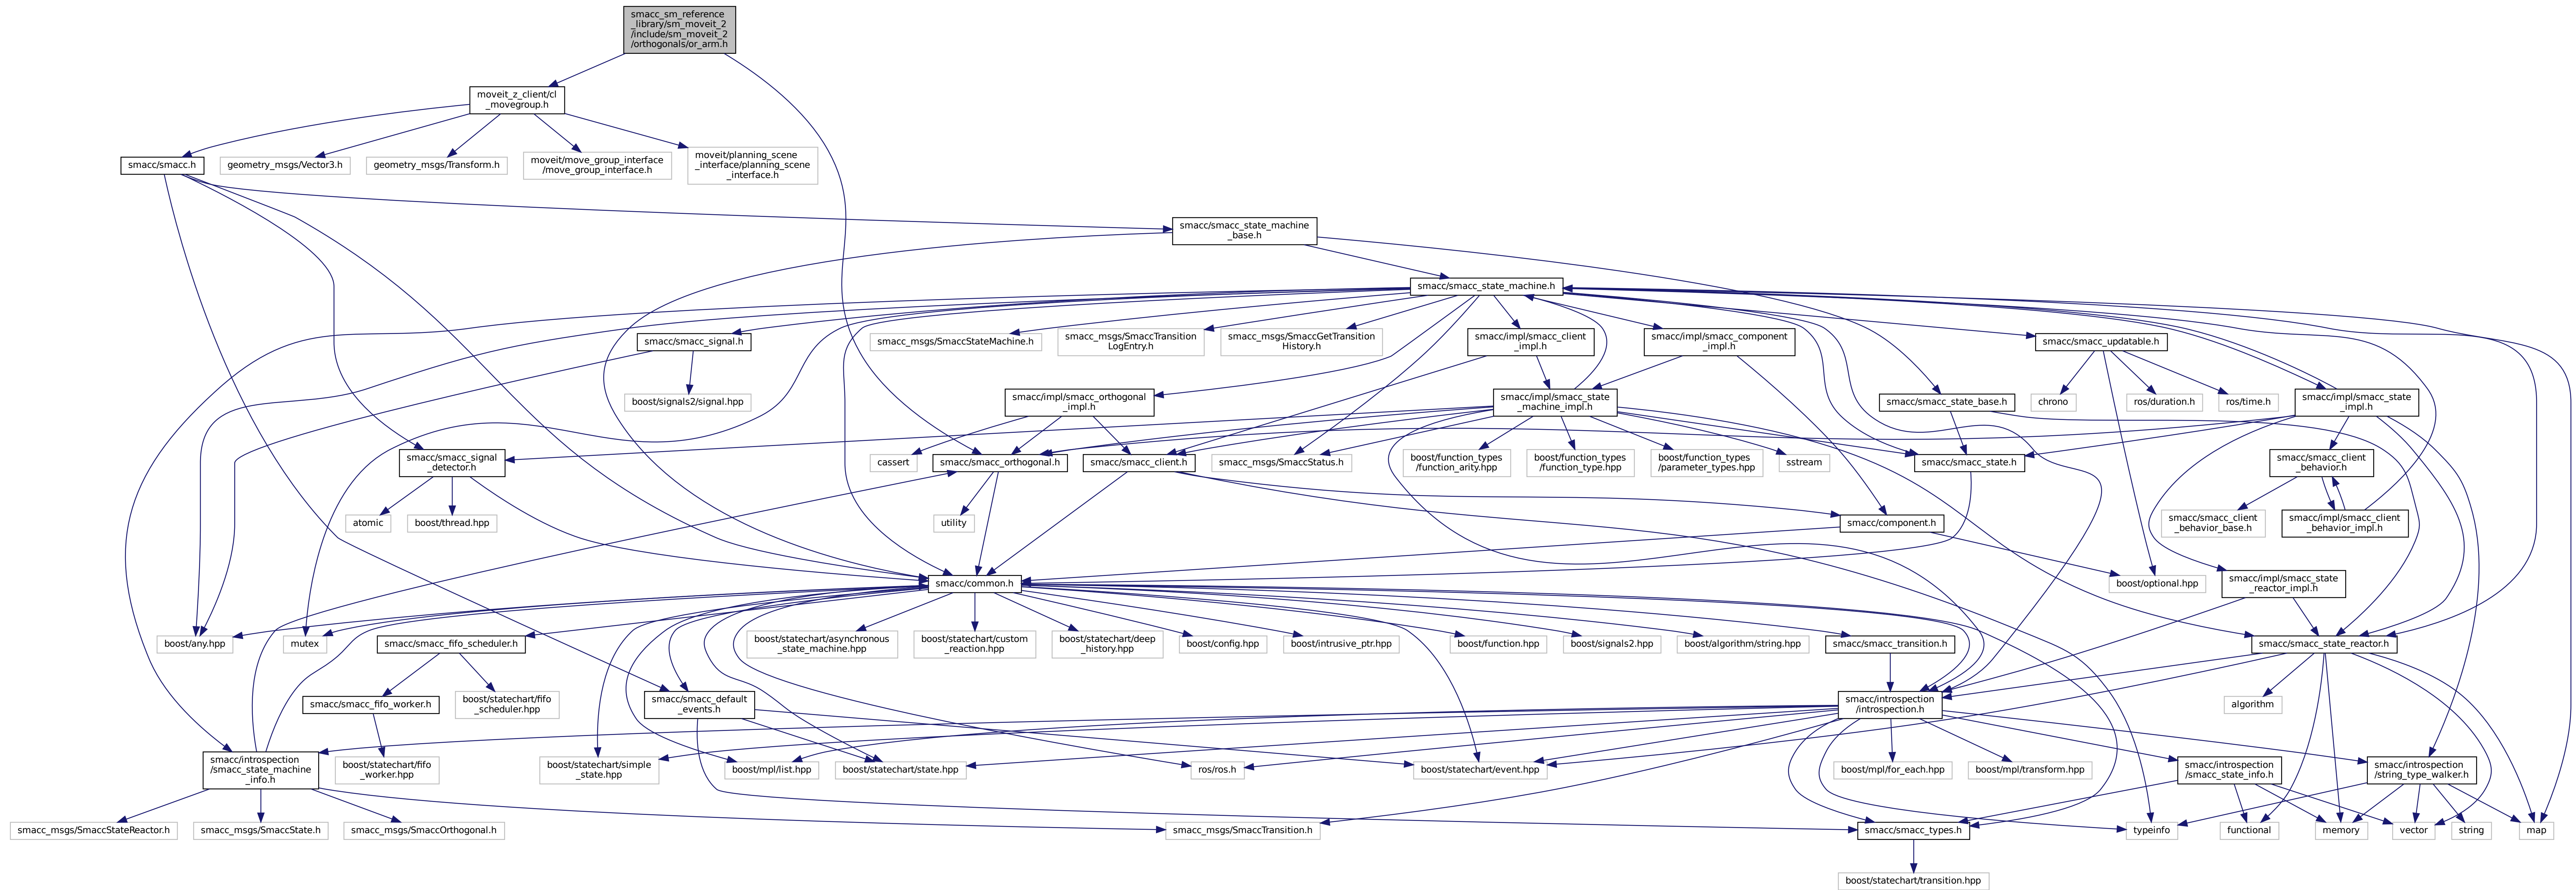 smacc_sm_reference
_library/sm_moveit_2
/include/sm_moveit_2
/orthogonals/or_arm.h
moveit_z_client/cl
_movegroup.h
smacc/smacc.h
geometry_msgs/Vector3.h
geometry_msgs/Transform.h
moveit/move_group_interface
/move_group_interface.h
moveit/planning_scene
_interface/planning_scene
_interface.h
smacc/smacc_state_machine
_base.h
smacc/smacc_state_machine.h
smacc/smacc_signal.h
smacc_msgs/SmaccStateMachine.h
smacc_msgs/SmaccTransition
LogEntry.h
smacc_msgs/SmaccGetTransition
History.h
smacc/impl/smacc_client
_impl.h
smacc/impl/smacc_component
_impl.h
smacc/smacc_updatable.h
boost/signals2/signal.hpp
smacc/impl/smacc_orthogonal
_impl.h
smacc/impl/smacc_state
_machine_impl.h
smacc/smacc_state_base.h
chrono
ros/duration.h
ros/time.h
smacc/impl/smacc_state
_impl.h
smacc/smacc_signal
_detector.h
cassert
smacc/smacc_orthogonal.h
smacc/smacc_client.h
smacc_msgs/SmaccStatus.h
boost/function_types
/function_arity.hpp
boost/function_types
/function_type.hpp
boost/function_types
/parameter_types.hpp
sstream
smacc/smacc_state.h
smacc/smacc_client
_behavior.h
atomic
boost/thread.hpp
utility
smacc/component.h
smacc/smacc_client
_behavior_base.h
smacc/impl/smacc_client
_behavior_impl.h
smacc/common.h
boost/optional.hpp
smacc/impl/smacc_state
_reactor_impl.h
boost/any.hpp
mutex
smacc/smacc_fifo_scheduler.h
boost/statechart/asynchronous
_state_machine.hpp
boost/statechart/custom
_reaction.hpp
boost/statechart/deep
_history.hpp
boost/config.hpp
boost/intrusive_ptr.hpp
boost/function.hpp
boost/signals2.hpp
boost/algorithm/string.hpp
smacc/smacc_transition.h
smacc/smacc_state_reactor.h
smacc/smacc_fifo_worker.h
boost/statechart/fifo
_scheduler.hpp
smacc/smacc_default
_events.h
smacc/introspection
/introspection.h
algorithm
smacc/introspection
/smacc_state_machine
_info.h
boost/statechart/fifo
_worker.hpp
boost/statechart/simple
_state.hpp
boost/mpl/list.hpp
boost/statechart/state.hpp
ros/ros.h
boost/statechart/event.hpp
boost/mpl/for_each.hpp
boost/mpl/transform.hpp
smacc/introspection
/smacc_state_info.h
smacc/introspection
/string_type_walker.h
smacc_msgs/SmaccStateReactor.h
smacc_msgs/SmaccState.h
smacc_msgs/SmaccOrthogonal.h
smacc_msgs/SmaccTransition.h
smacc/smacc_types.h
typeinfo
functional
memory
vector
string
map
boost/statechart/transition.hpp